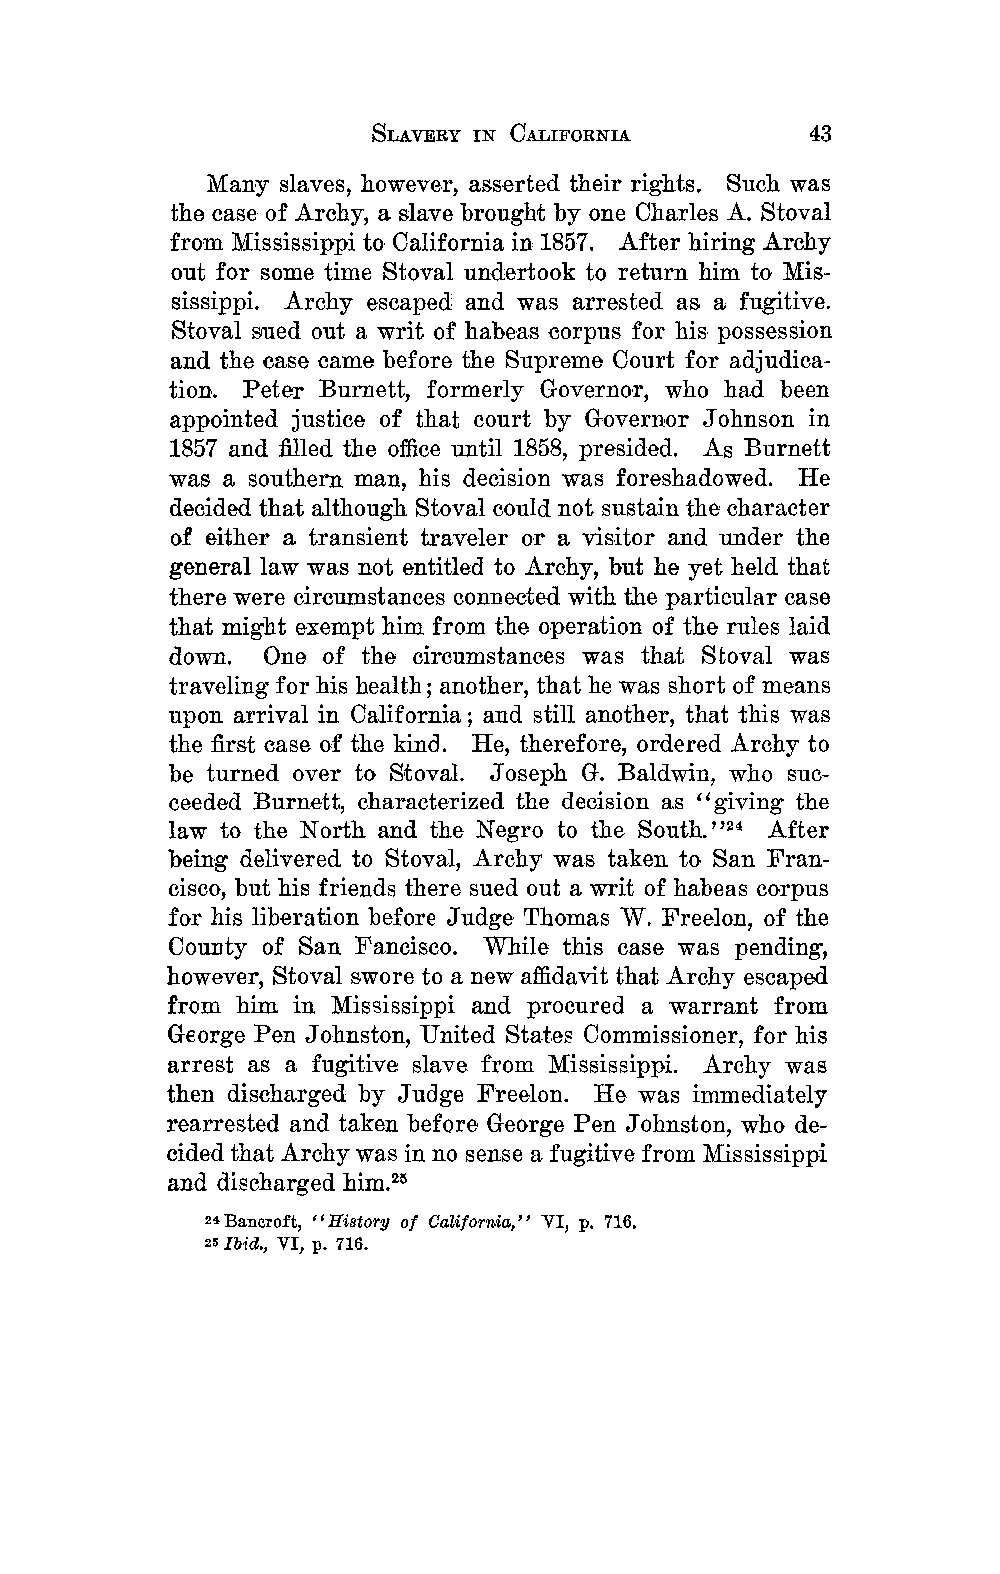 SLAVERY IN CALIFORNIA 43
Many slaves, however, asserted their rights. Such was
the case of Archy, a slave brought by one Charles A. Stoval
from Mississippi to California in 1857. After hiring Archy
out for some time Stoval undertook to return him to Mis-
sissippi. Archy escaped and was arrested as a fugitive.
Stoval sued out a writ of habeas corpus for his possession
and the case came before the Supreme Court for adjudica-
tion. Peter Burnett, formerly Governor, who had been
appointed justice of that court by Governor Johnson in
1857 and filled the office until 1858, presided. As Burnett
was a southern man, his decision was foreshadowed. He
decided that although Stoval could not sustain the character
of either a transient traveler or a visitor and under the
general law was not entitled to Archy, but he yet held that
there were circumstances connected with the particular case
that might exempt him from the operation of the rules laid
down. One of the circumstances was that Stoval was
traveling for his health; another, that he was short of means
upon arrival in California; and still another, that this was
the first case of the kind. He, therefore, ordered Archy to
be turned over to Stoval. Joseph G. Baldwin, who suc-
ceeded Burnett, characterized the decision as "giving the
law to the North and the Negro to the South."24 After
being delivered to Stoval, Archy was taken to San Fran-
cisco, but his friends there sued out a writ of habeas corpus
for his liberation before Judge Thomas W. Freelon, of the
County of San Fancisco. While this case was pending,
however, Stoval swore to a new affidavit that Archy escaped
from him in Mississippi and procured a warrant from
George Pen Johnston, United States Commissioner, for his
arrest as a fugitive slave from Mississippi. Archy was
then discharged by Judge Freelon. He was immediately
rearrested and taken before George Pen Johnston, who de-
cided that Archy was in no sense a fugitive from Mississippi
and discharged him.25
24 Bancroft, "History of California," VI, p. 716.
25 Ibid., VI, p. 716.